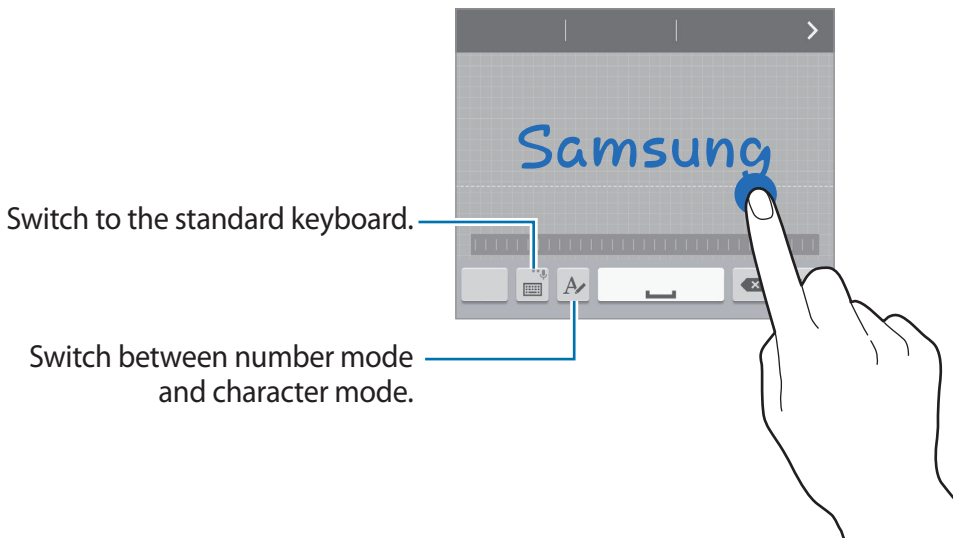 Samsung
Switch to the standard keyboard.
A
Switch between number mode
and character mode.